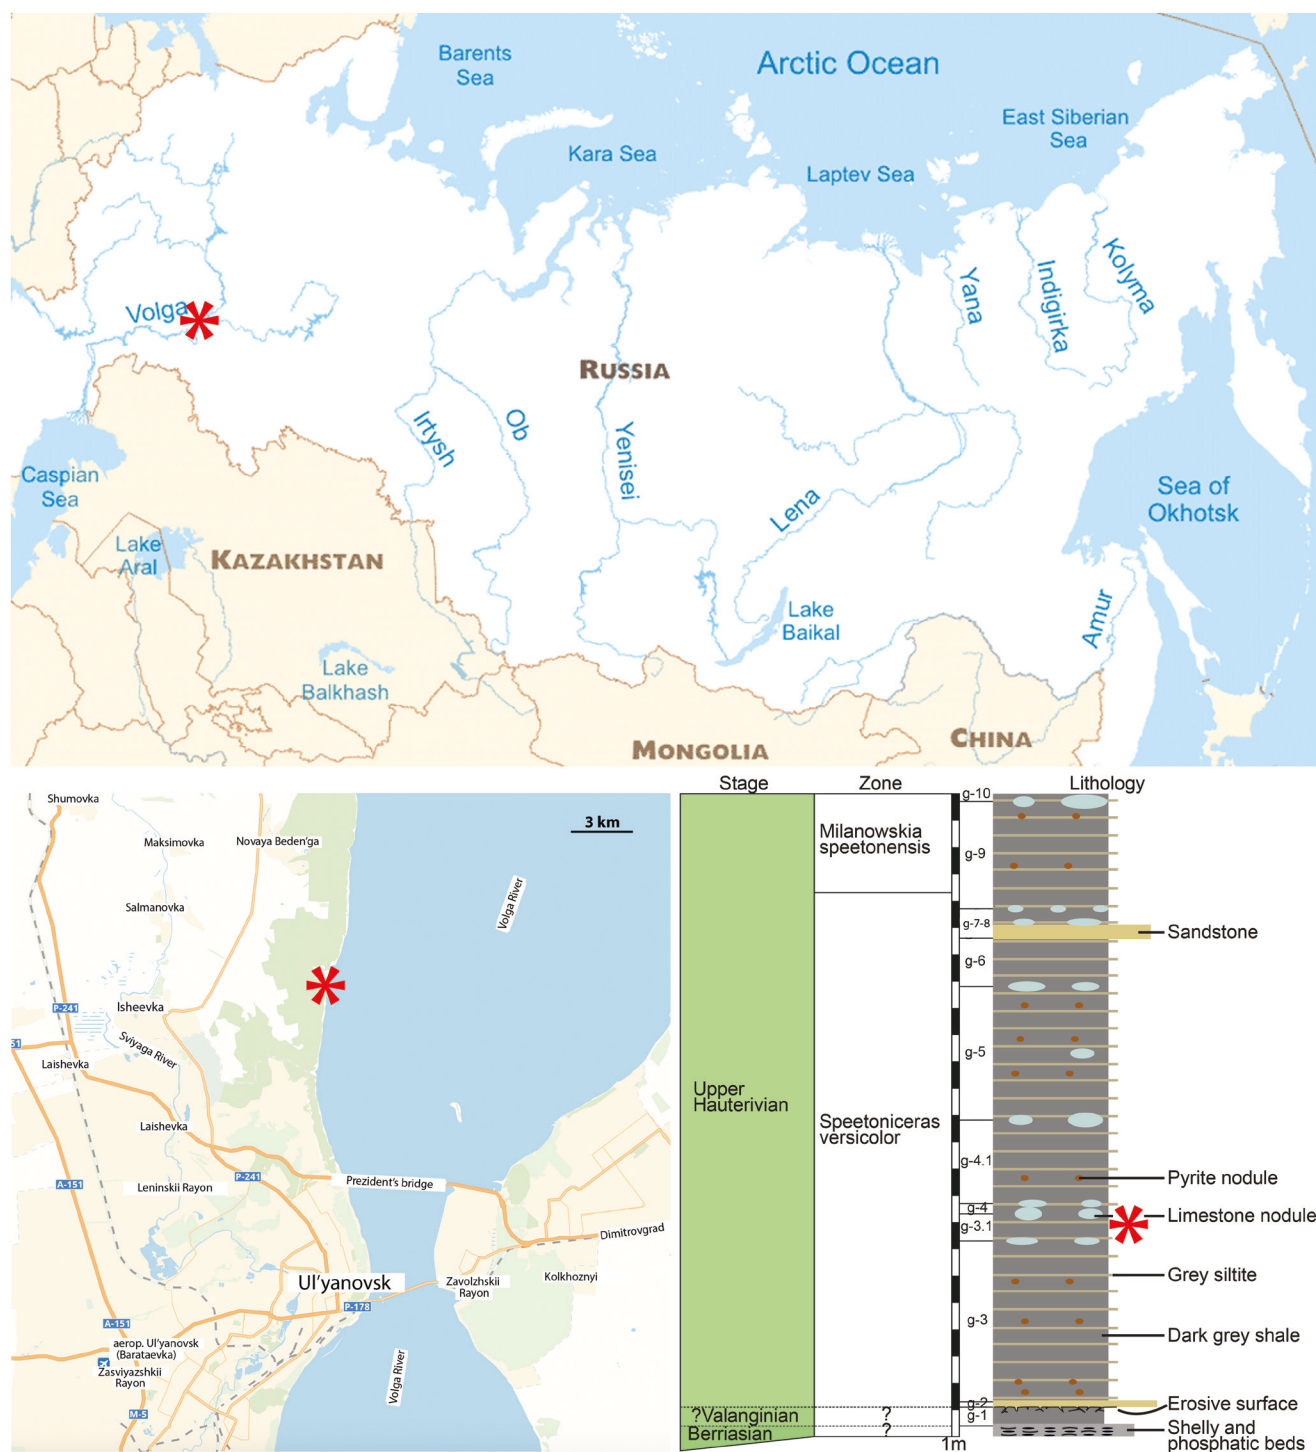 Barents
Sea
Arctic Ocean
East Siberian
Sea
Kara Sea
Laptev Sea
Volga
Yana
Indigirka
Kolyma
RUSSIA
Irtysh
Ob
Yenisei
Lena
Caspian
Sea
Sea of
Okhotsk
Lake
Aral
KAZAKHSTAN
Lake
Baikal
Amur
Lake
Balkhash
MONGOLIA
CHINA
Shumovka
Maksimovka
Novaya Beden'ga
3 km
Salmanovka
Volga River
P-241
Isheevka
51
Sviyaga River
Laishevka
Laishevka
P-241
A-151
Leninskii Rayon
Prezident's bridge
Dimitrovgrad
Ul'yanovsk
Zavolzhskii
Rayon
Kolkhoznyi
P-178
A-151
aerop. Ul'yanovsk
(Barataevka)
Zasviyazshkii
Rayon
Volga River
M-5
Stage
Zone
Lithology
g-10
Milanowskia
speetonensis
g-9
g-7-8
Sandstone
g-6
g-5
Upper
Hauterivian
Speetoniceras
versicolor
g-4.1
Pyrite nodule
g-4
Limestone nodule
g-3.1
Grey siltite
g-3
Dark grey shale
g-2
Erosive surface
?Valanginian
?
g-1
Berriasian
?
Shelly and
phosphatic beds
1m